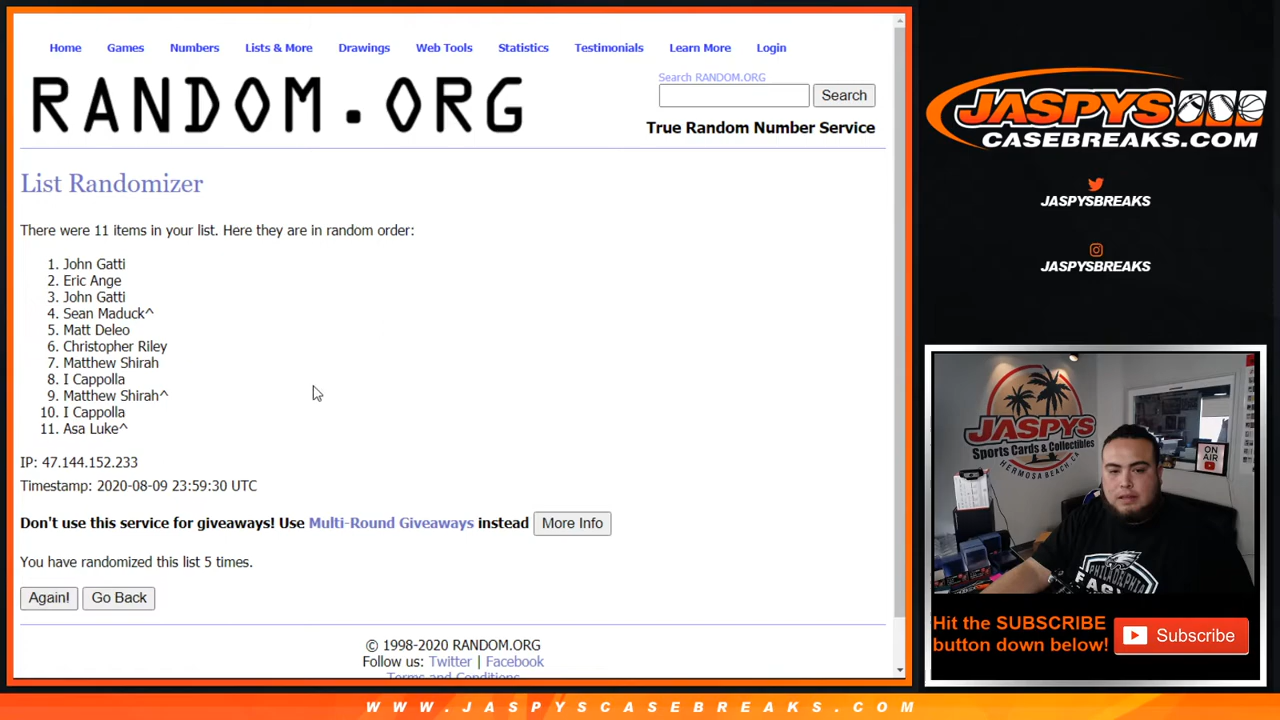 Home Games Numbers Lists & More Drawings Web Tools Statistics Testimonials Learn More Login
RANDOM.ORG
Search RANDOM.ORG
Search
True Random Number Service
List Randomizer
There were 11 items in your list. Here they are in random order:
1. John Gatti
2. Eric Ange
3. John Gatti
4. Sean Maduck^
5. Matt Deleo
6. Christopher Riley
7. Matthew Shirah
8. I Cappolla
9. Matthew Shirah^
10. I Cappolla
11. Asa Luke^
IP: 47.144.152.233
Timestamp: 2020-08-09 23:59:30 UTC
Don't use this service for giveaways! Use Multi-Round Giveaways instead More Info
You have randomized this list 5 times.
Again! Go Back
© 1998-2020 RANDOM.ORG
Follow us: Twitter | Facebook
Terms and Conditions
JASPYS
CASEBREAKS.COM
JASPYSBREAKS
JASPYSBREAKS
JASPYS
Sports Cards & Collectibles
HERMOSA BEACH, CA
ON
AIR
PHILADELPHIA
Hit the SUBSCRIBE
button down below!
Subscribe
WWW.JASPYSCASEBREAKS.COM